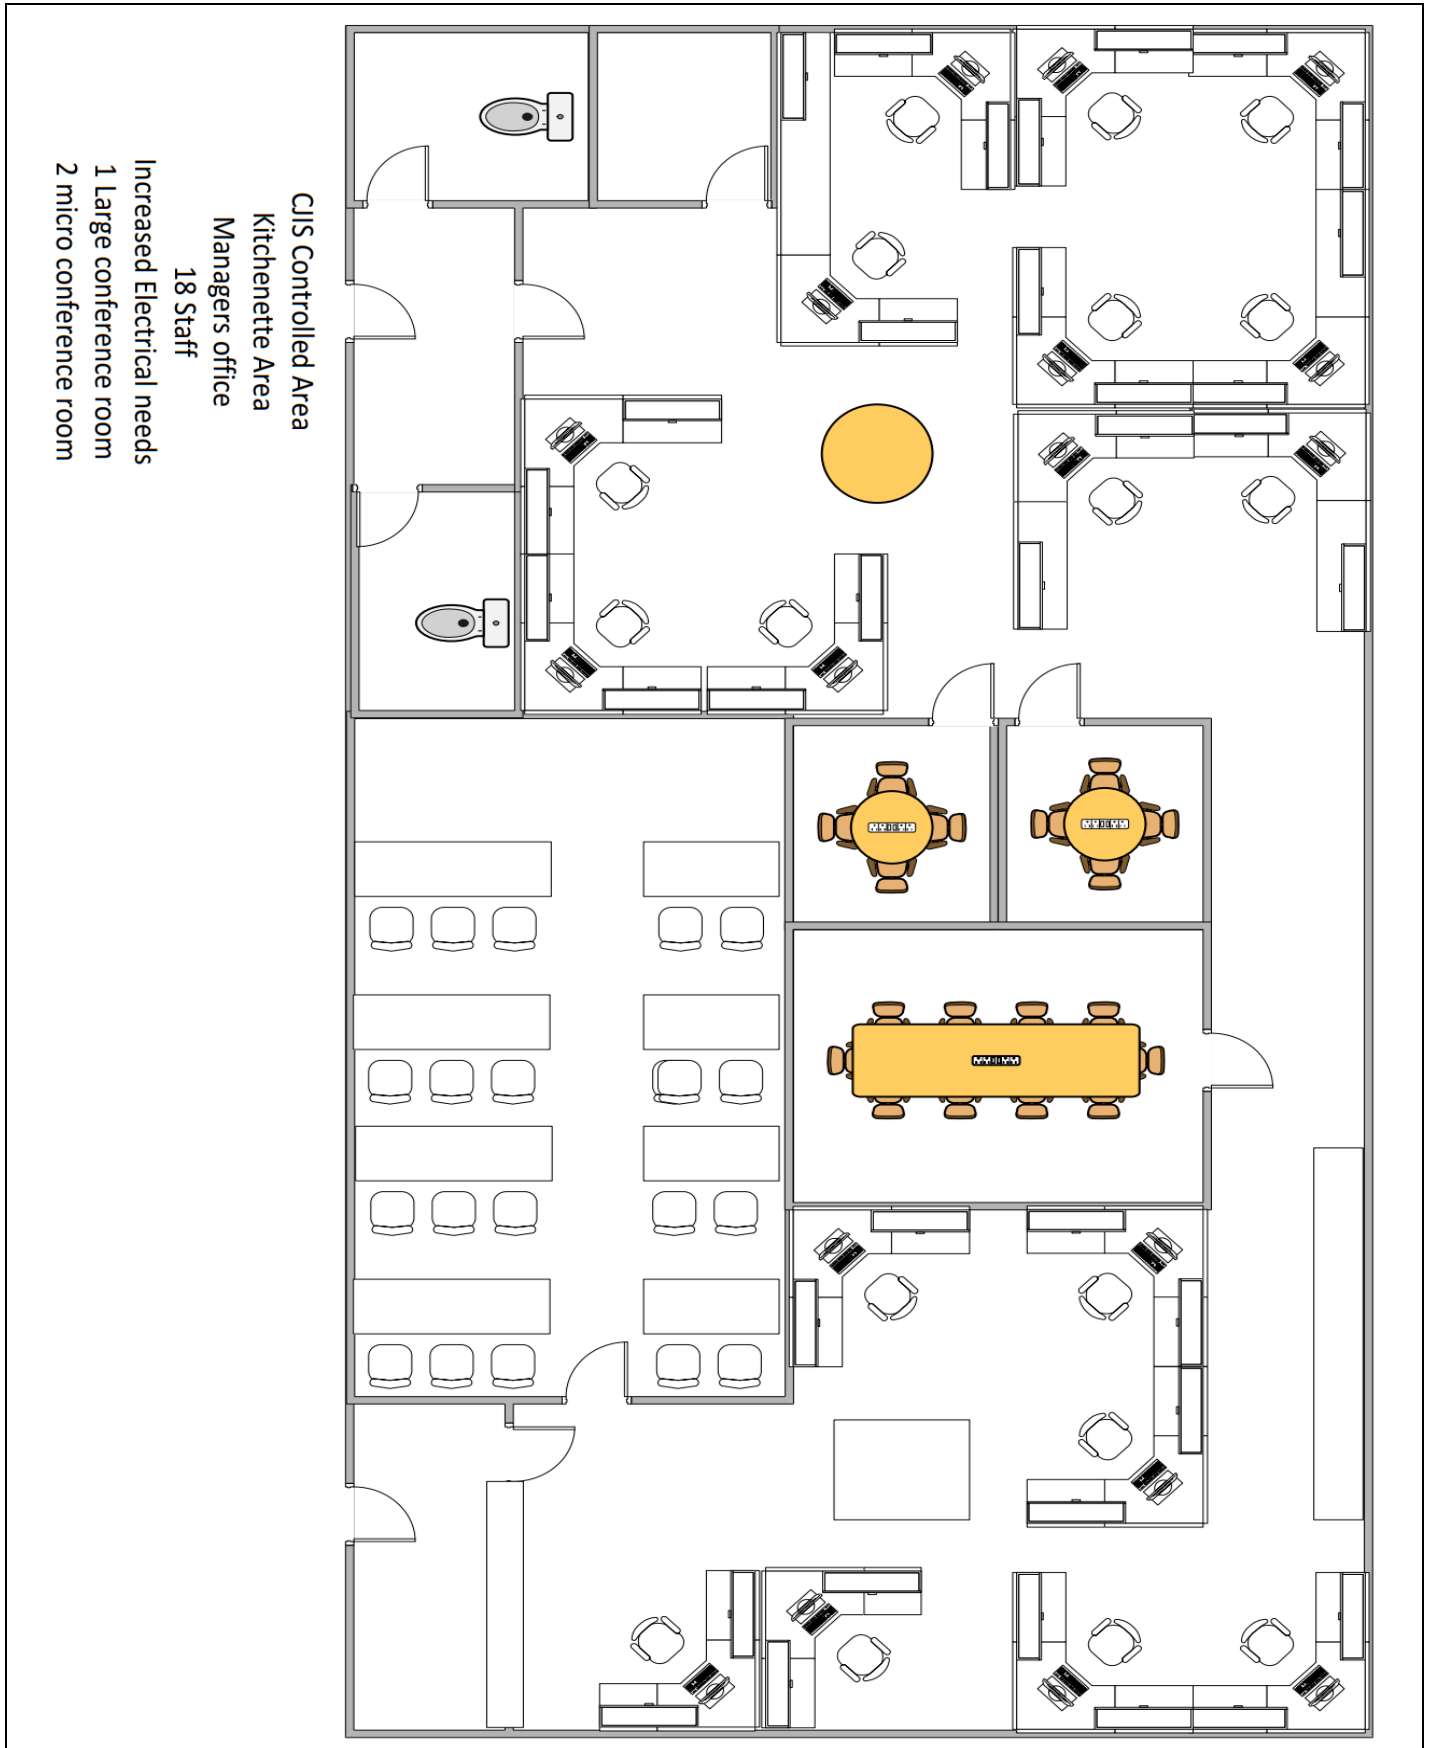 CJIS Controlled Area
Kitchenette Area
Managers office
18 Staff
Increased Electrical needs
1 Large conference room
2 micro conference room